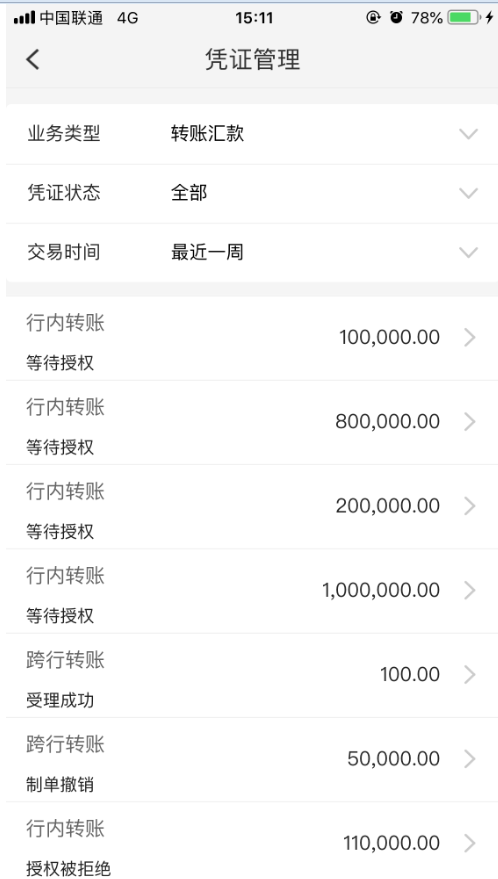 中国联通 4G 15:11 78%
凭证管理
业务类型 转账汇款
凭证状态 全部
交易时间 最近一周
行内转账
100,000.00
等待授权
行内转账
800,000.00
等待授权
行内转账
200,000.00
等待授权
行内转账
1,000,000.00
等待授权
跨行转账
100.00
受理成功
跨行转账
50,000.00
制单撤销
行内转账
110,000.00
授权被拒绝